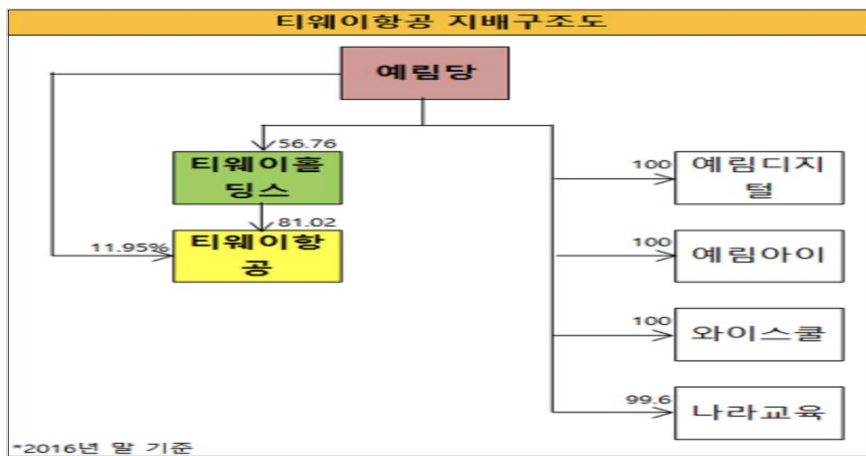 티웨이항공 지배구조도
예림당
56.76
티웨이홀
딩스
81.02
11.95%
티웨이항
공
100
예림디지
털
100
예림아이
100
와이스쿨
99.6
나라교육
*2016년 말 기준